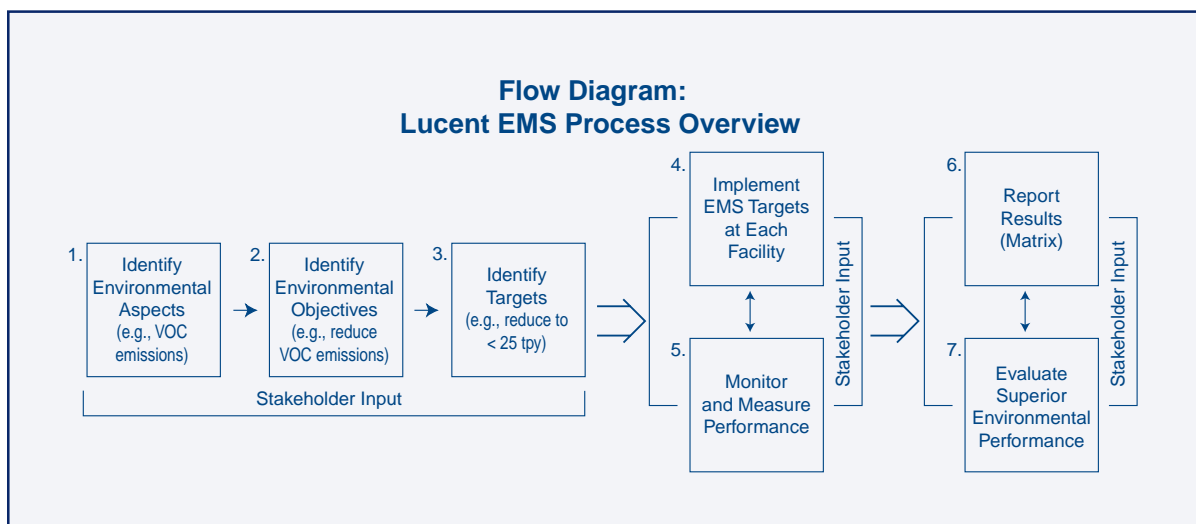 Flow Diagram:
Lucent EMS Process Overview
1.
Identify
Environmental
Aspects
(e.g., VOC
emissions)
2.
Identify
Environmental
Objectives
(e.g., reduce
VOC emissions)
3.
Identify
Targets
(e.g., reduce to
< 25 tpy)
Stakeholder Input
4.
Implement
EMS Targets
at Each
Facility
5.
Monitor
and Measure
Performance
Stakeholder Input
6.
Report
Results
(Matrix)
7.
Evaluate
Superior
Environmental
Performance
Stakeholder Input